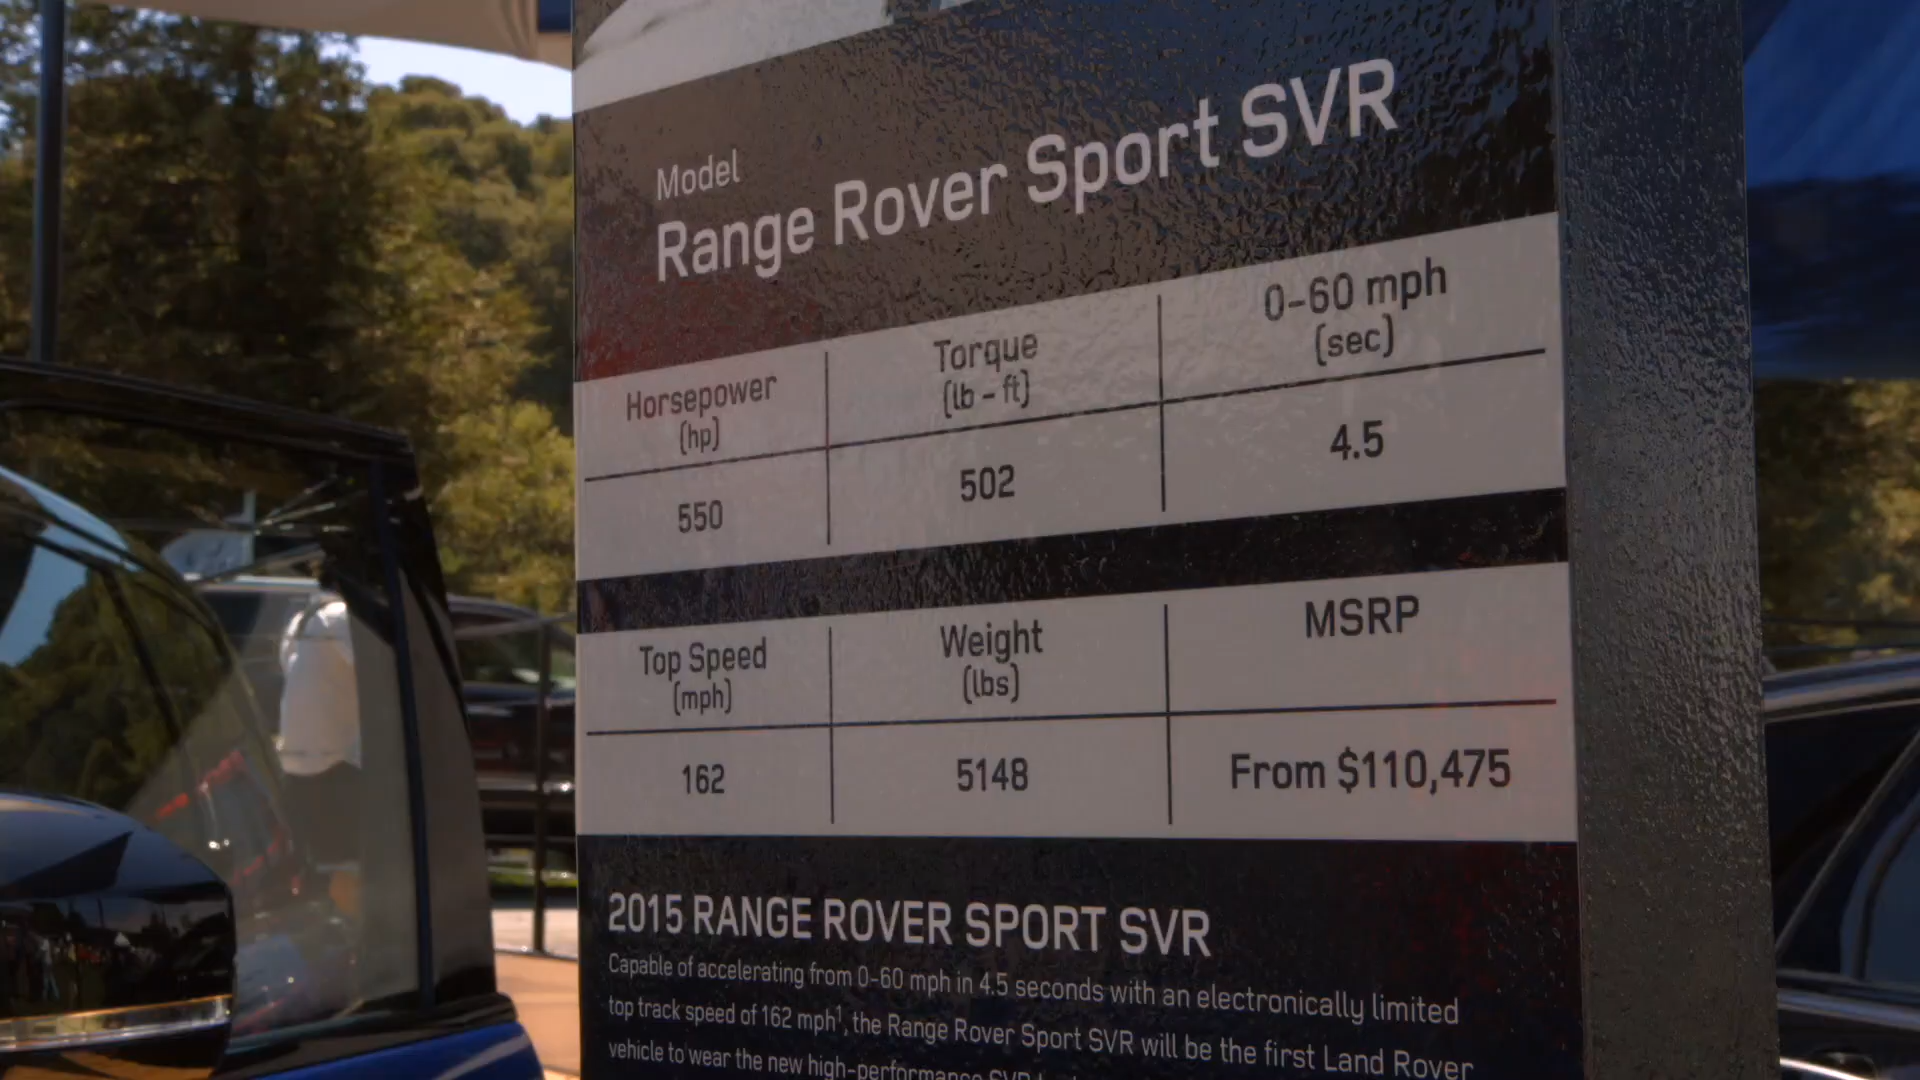 Model
Range Rover Sport SVR
Horsepower (hp)
Torque (lb - ft)
0-60 mph (sec)
550
502
4.5
Top Speed (mph)
Weight (lbs)
MSRP
162
5148
From $110,475
2015 RANGE ROVER SPORT SVR
Capable of accelerating from 0-60 mph in 4.5 seconds with an electronically limited
top track speed of 162 mph¹, the Range Rover Sport SVR will be the first Land Rover
vehicle to wear the new high-performance SVR